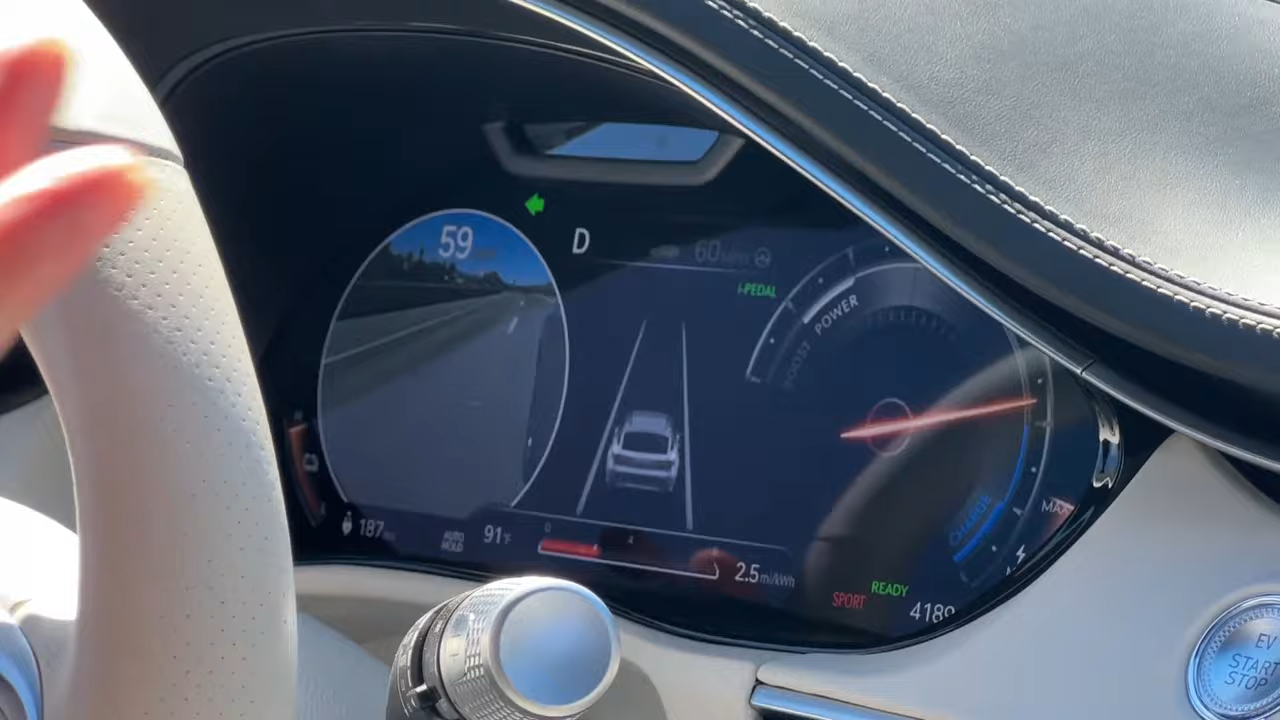 59
D
60
i-PEDAL
POWER
BOOST
CHARGE
MAX
187
AUTO
HOLD
91°F
0
4
2.5 mi/kWh
SPORT
READY
4189
EV
START
STOP